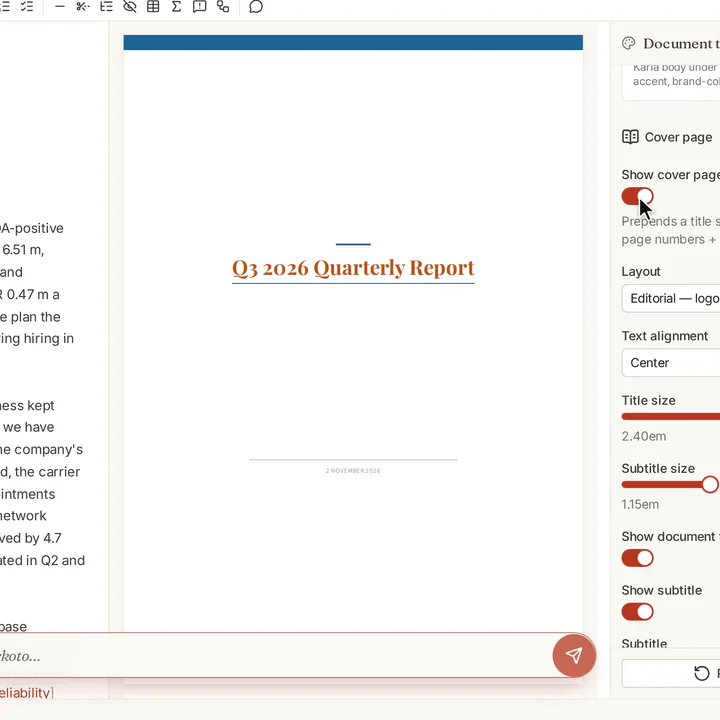 A-positive
6.51 m,
and
R 0.47 m a
e plan the
ing hiring in
ness kept
we have
he company's
d, the carrier
intments
network
ved by 4.7
ated in Q2 and
base
eliability]
Q3 2026 Quarterly Report
2 NOVEMBER 2026
koto...
Document t
Karla body under
accent, brand-col
Cover page
Show cover page
Prepends a title s
page numbers +
Layout
Editorial — logo
Text alignment
Center
Title size
2.40em
Subtitle size
1.15em
Show document t
Show subtitle
Subtitle